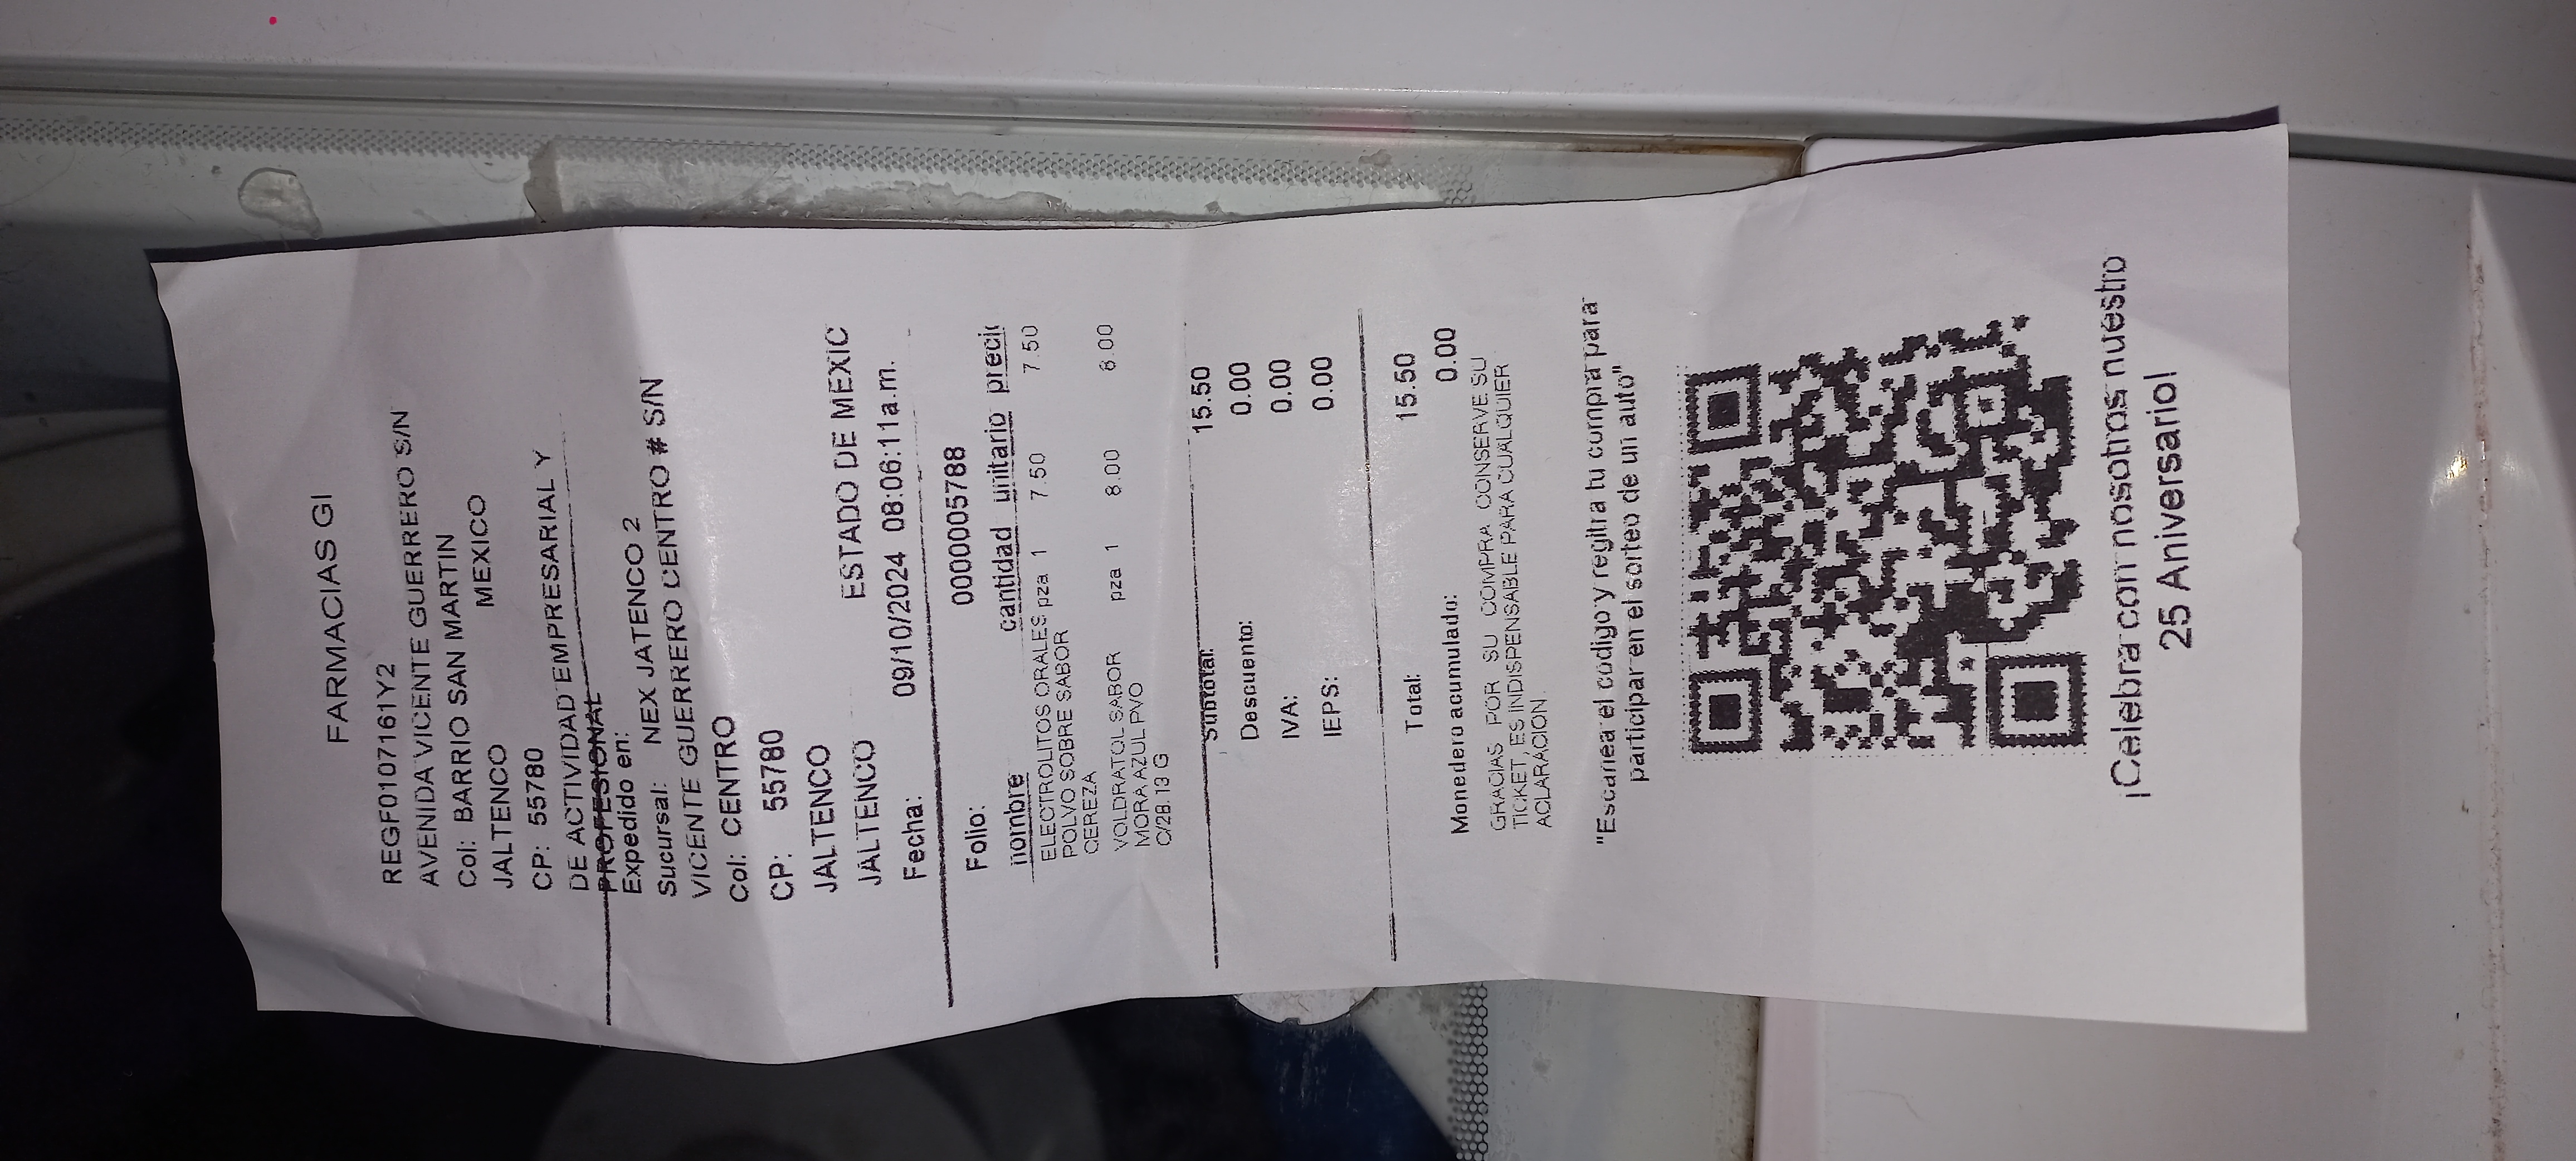 FARMACIAS GI
REGF0107161Y2
AVENIDA VICENTE GUERRERO S/N
Col: BARRIO SAN MARTIN
JALTENCO MEXICO
CP: 55780
DE ACTIVIDAD EMPRESARIAL Y
PROFESIONAL
Expedido en:
Sucursal: NEX JATENCO 2
VICENTE GUERRERO CENTRO # S/N
Col: CENTRO
CP: 55780
JALTENCO
JALTENCO ESTADO DE MEXIC
Fecha: 09/10/2024 08:06:11a.m.
Folio: 0000005788
nombre cantidad unitario precic
ELECTROLITOS ORALES pza 1 7.50 7.50
POLVO SOBRE SABOR
CEREZA
VOLDRATOL SABOR pza 1 8.00 8.00
MORA AZUL PVO
C/28.13 G
Subtotal: 15.50
Descuento: 0.00
IVA: 0.00
IEPS: 0.00
Total: 15.50
Monedero acumulado: 0.00
GRACIAS POR SU COMPRA CONSERVE SU
TICKET, ES INDISPENSABLE PARA CUALQUIER
ACLARACION.
"Escanea el codigo y regitra tu cumpra para
participar en el sorteo de un auto"
¡Celebra con nosotros nuestro
25 Aniversario!